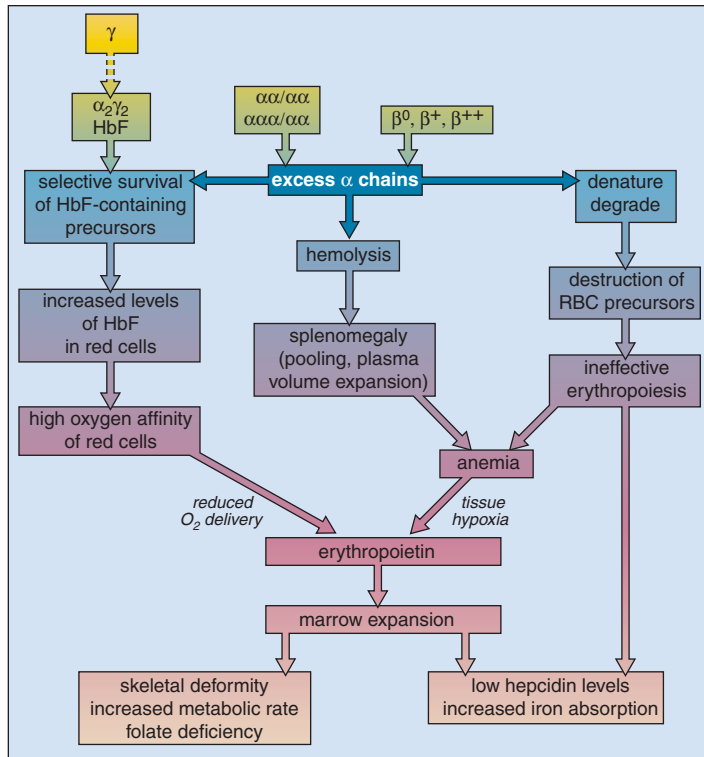 γ
α₂γ₂
HbF
αα/αα
ααα/αα
β⁰, β⁺, β⁺⁺
excess α chains
selective survival
of HbF-containing
precursors
denature
degrade
hemolysis
increased levels
of HbF
in red cells
destruction of
RBC precursors
splenomegaly
(pooling, plasma
volume expansion)
ineffective
erythropoiesis
high oxygen affinity
of red cells
anemia
reduced
O₂ delivery
tissue
hypoxia
erythropoietin
marrow expansion
skeletal deformity
increased metabolic rate
folate deficiency
low hepcidin levels
increased iron absorption